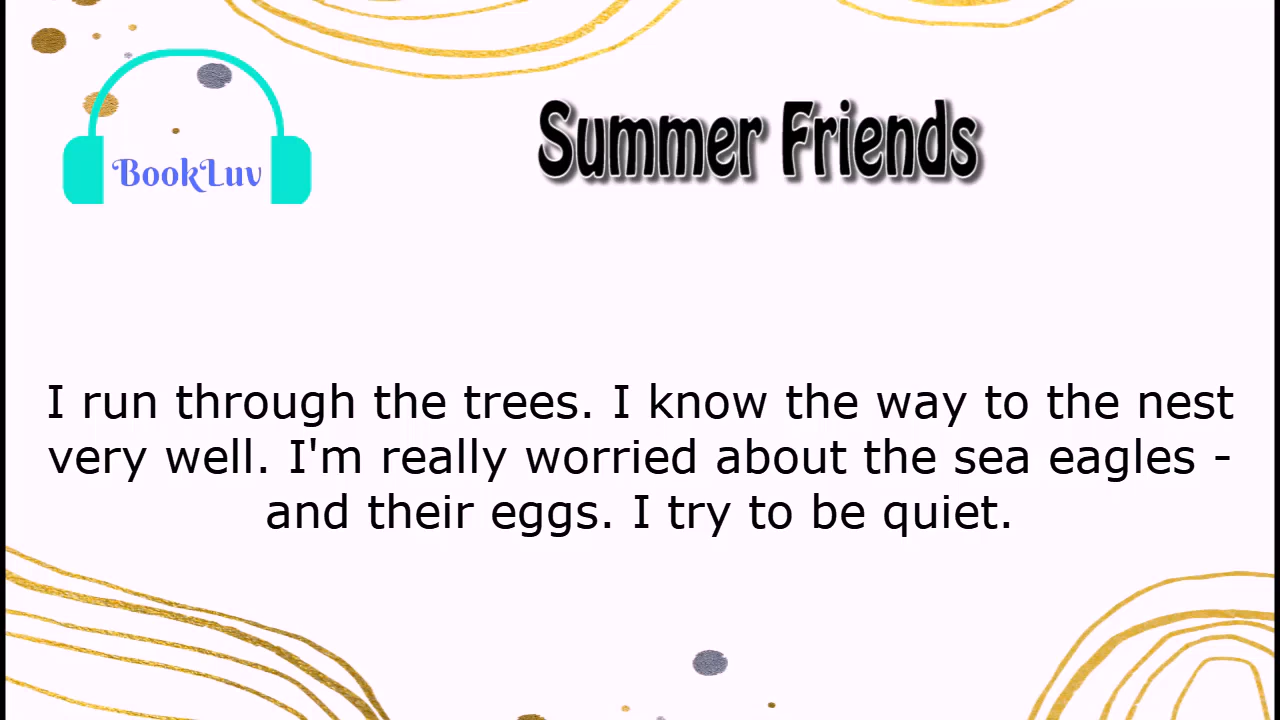 BookLuv
Summer Friends
I run through the trees. I know the way to the nest
very well. I'm really worried about the sea eagles -
and their eggs. I try to be quiet.